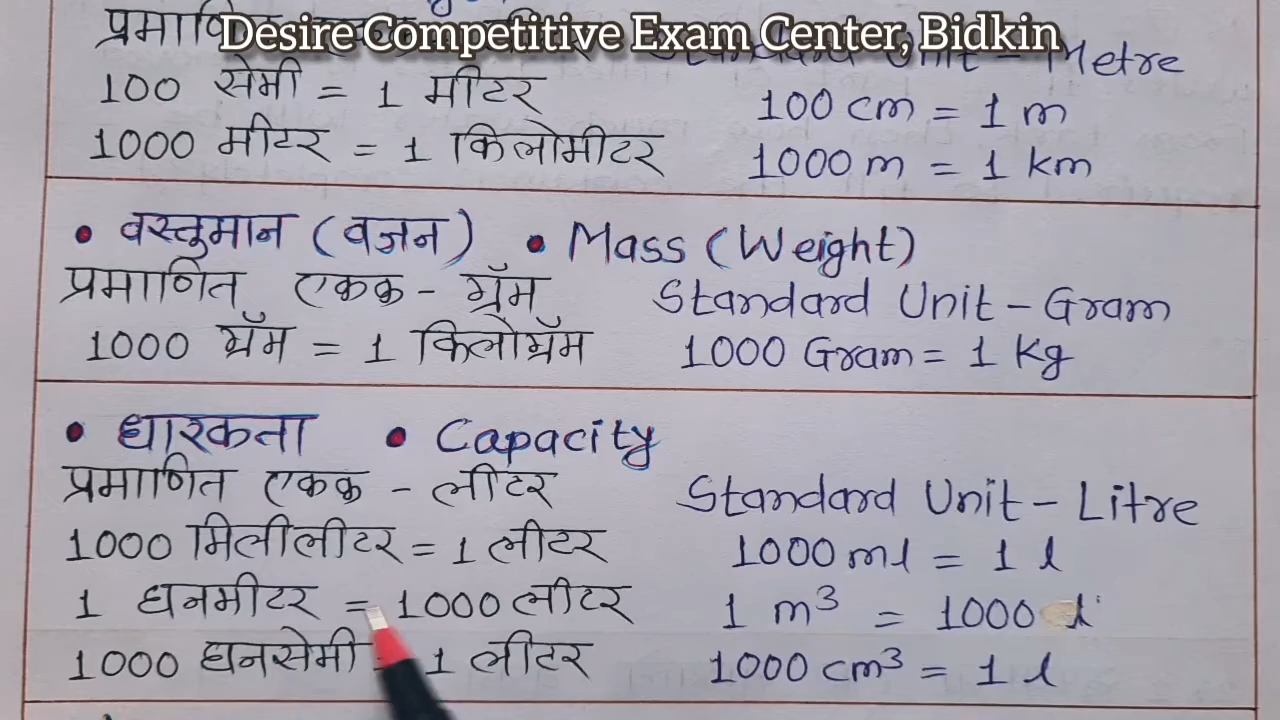 Desire Competitive Exam Center, Bidkin
Metre
100 सेमी = 1 मीटर
100 cm = 1 m
1000 मीटर = 1 किलोमीटर
1000 m = 1 km
• वस्तुमान (वजन) • Mass (Weight)
प्रमाणित एकक - ग्रॅम
Standard Unit - Gram
1000 ग्रॅम = 1 किलोग्रॅम
1000 Gram = 1 Kg
• धारकता • Capacity
प्रमाणित एकक - लीटर
Standard Unit - Litre
1000 मिलीलीटर = 1 लीटर
1000 ml = 1 l
1 घनमीटर = 1000 लीटर
1 m³ = 1000 l
1000 घनसेमी = 1 लीटर
1000 cm³ = 1 l